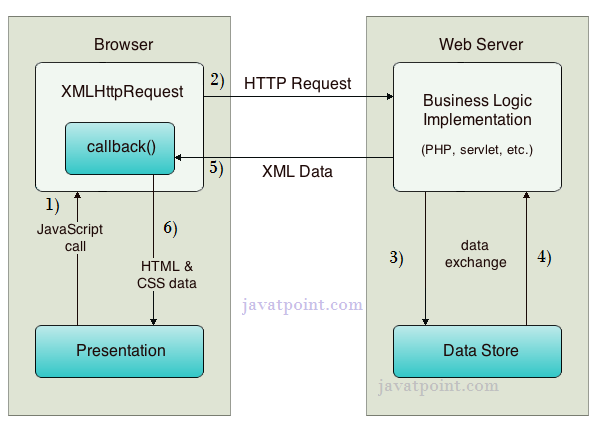 Browser
Web Server
XMLHttpRequest
callback()
2)
HTTP Request
Business Logic
Implementation
(PHP, servlet, etc.)
5)
XML Data
1)
JavaScript
call
6)
HTML &
CSS data
3)
data
exchange
4)
javatpoint.com
Presentation
Data Store
javatpoint.com